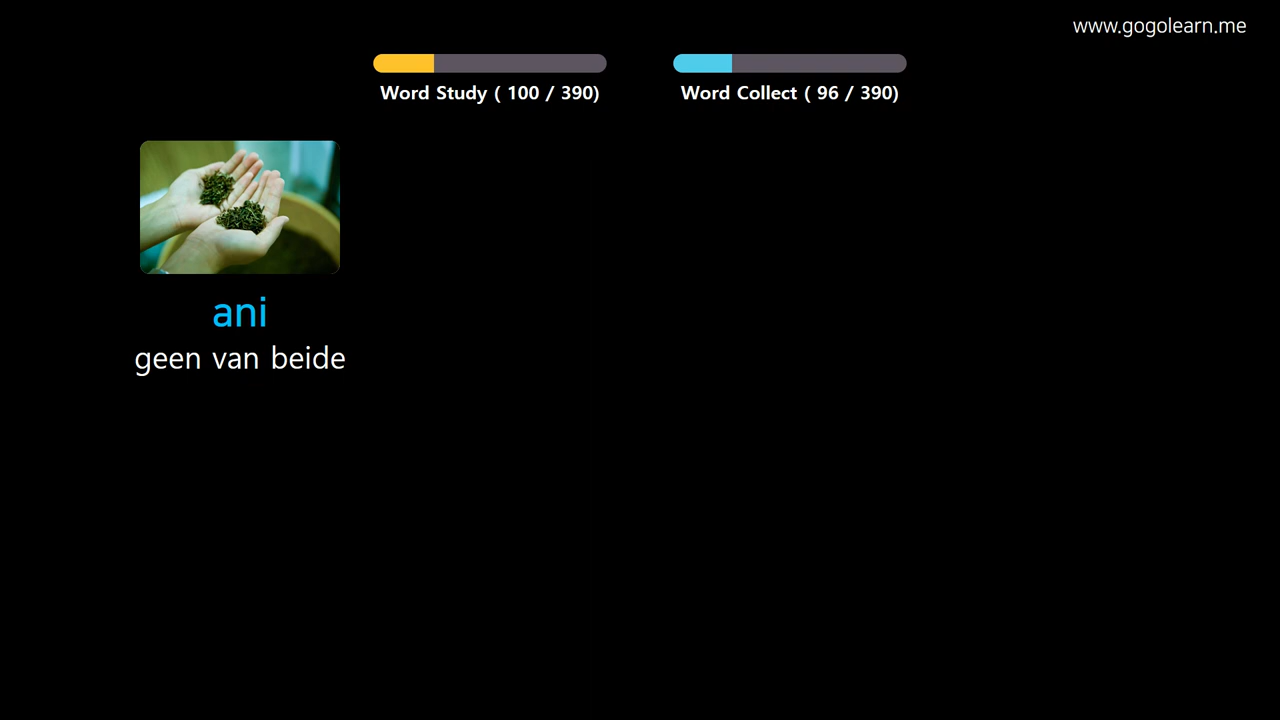 www.gogolearn.me
Word Study ( 100 / 390)
Word Collect ( 96 / 390)
ani
geen van beide